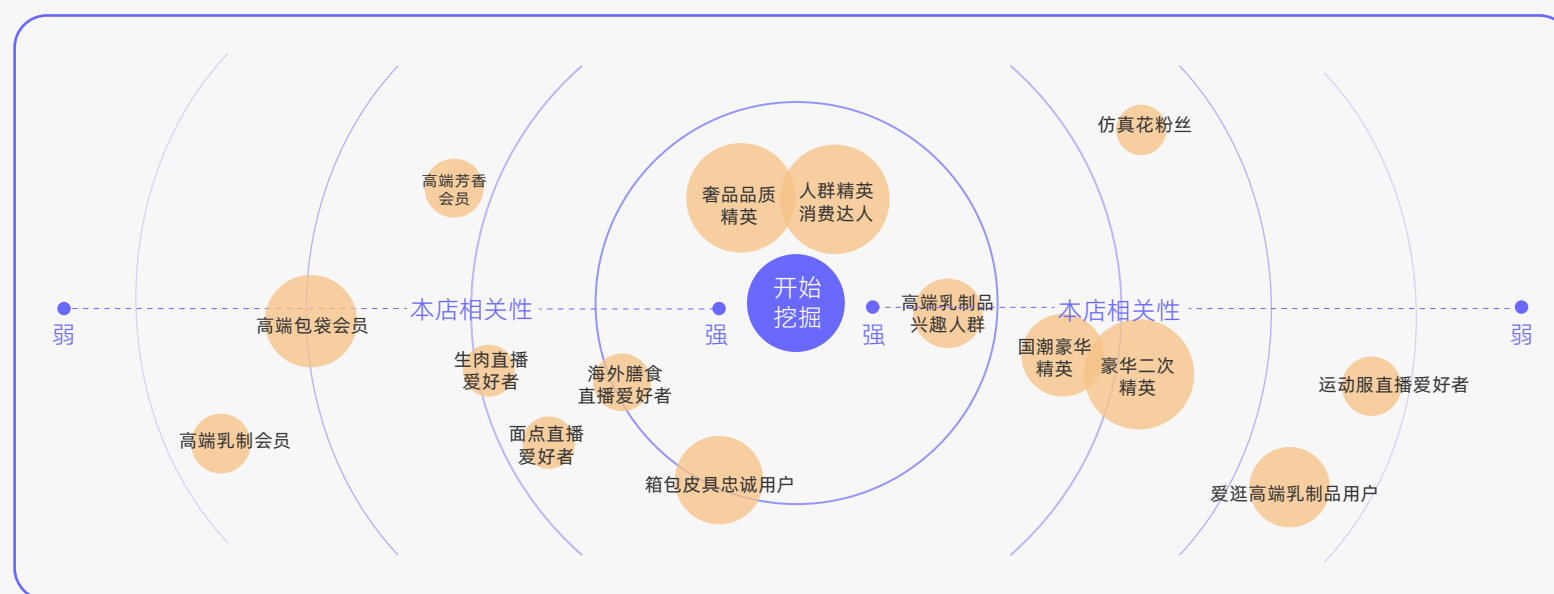 仿真花粉丝
高端芳香
会员
奢品品质
精英
人群精英
消费达人
开始
挖掘
高端乳制品
兴趣人群
本店相关性
本店相关性
高端包袋会员
弱
强
强
弱
国潮豪华
精英
豪华二次
精英
生肉直播
爱好者
海外膳食
直播爱好者
运动服直播爱好者
高端乳制会员
面点直播
爱好者
箱包皮具忠诚用户
爱逛高端乳制品用户